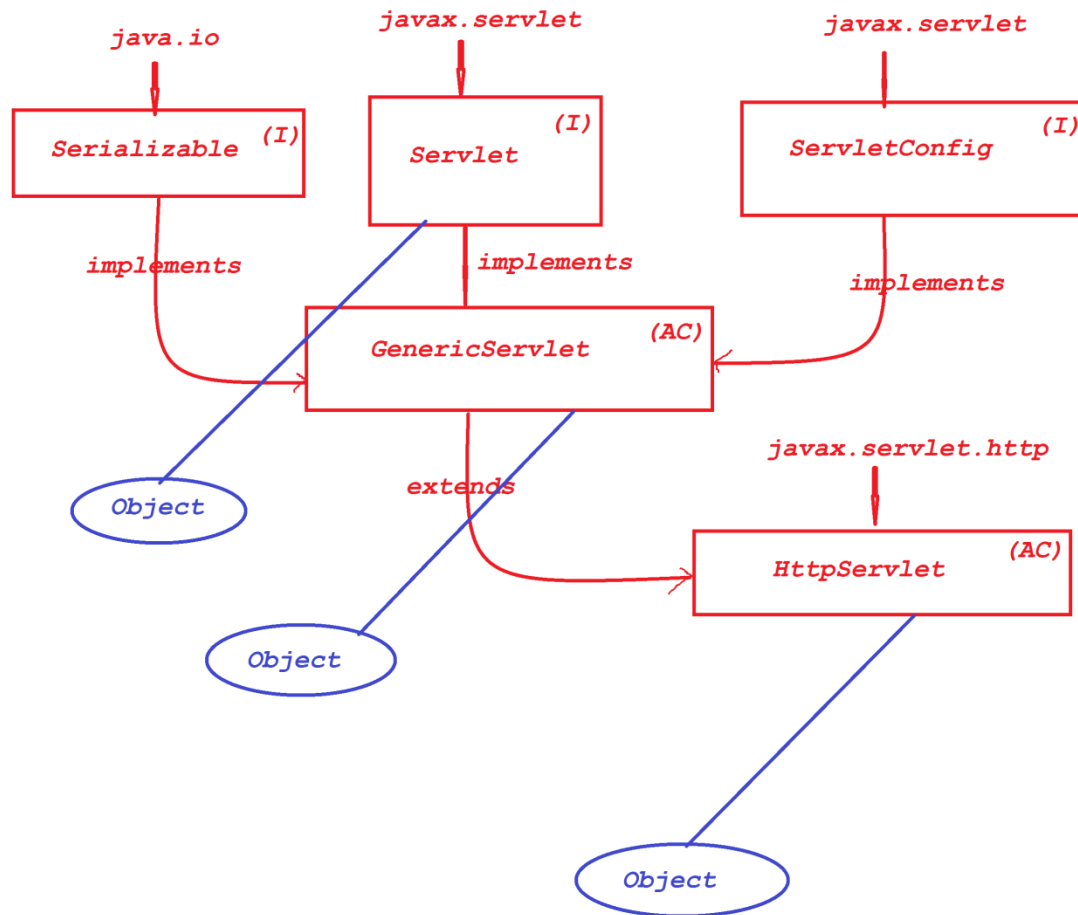 java.io
javax.servlet
javax.servlet
Serializable
(I)
Servlet
(I)
ServletConfig
(I)
implements
implements
implements
GenericServlet
(AC)
Object
extends
javax.servlet.http
HttpServlet
(AC)
Object
Object